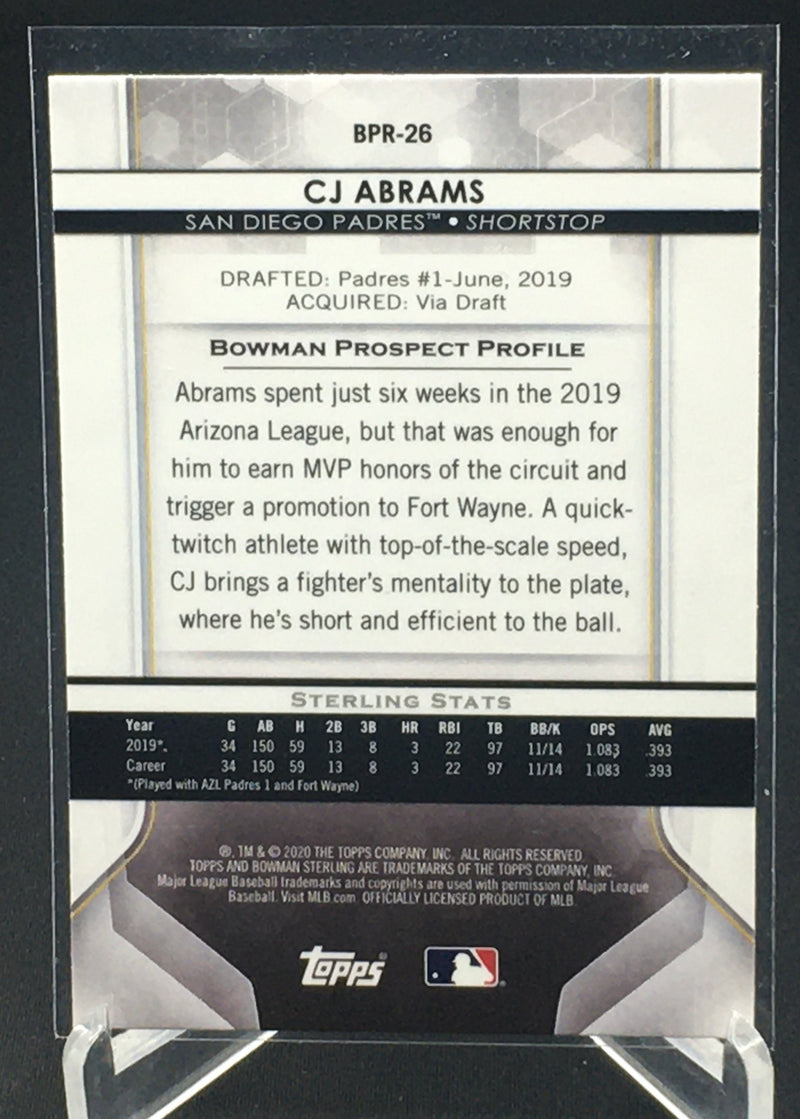 BPR-26
CJ ABRAMS
SAN DIEGO PADRES™ • SHORTSTOP
DRAFTED: Padres #1-June, 2019
ACQUIRED: Via Draft
BOWMAN PROSPECT PROFILE
Abrams spent just six weeks in the 2019
Arizona League, but that was enough for
him to earn MVP honors of the circuit and
trigger a promotion to Fort Wayne. A quick-
twitch athlete with top-of-the-scale speed,
CJ brings a fighter's mentality to the plate,
where he's short and efficient to the ball.
STERLING STATS
Year G AB H 2B 3B HR RBI TB BB/K OPS AVG
2019*. 34 150 59 13 8 3 22 97 11/14 1.083 .393
Career 34 150 59 13 8 3 22 97 11/14 1.083 .393
*(Played with AZL Padres 1 and Fort Wayne)
®, TM & © 2020 THE TOPPS COMPANY, INC. ALL RIGHTS RESERVED.
TOPPS AND BOWMAN STERLING ARE TRADEMARKS OF THE TOPPS COMPANY, INC.
Major League Baseball trademarks and copyrights are used with permission of Major League
Baseball. Visit MLB.com. OFFICIALLY LICENSED PRODUCT OF MLB.
topps®